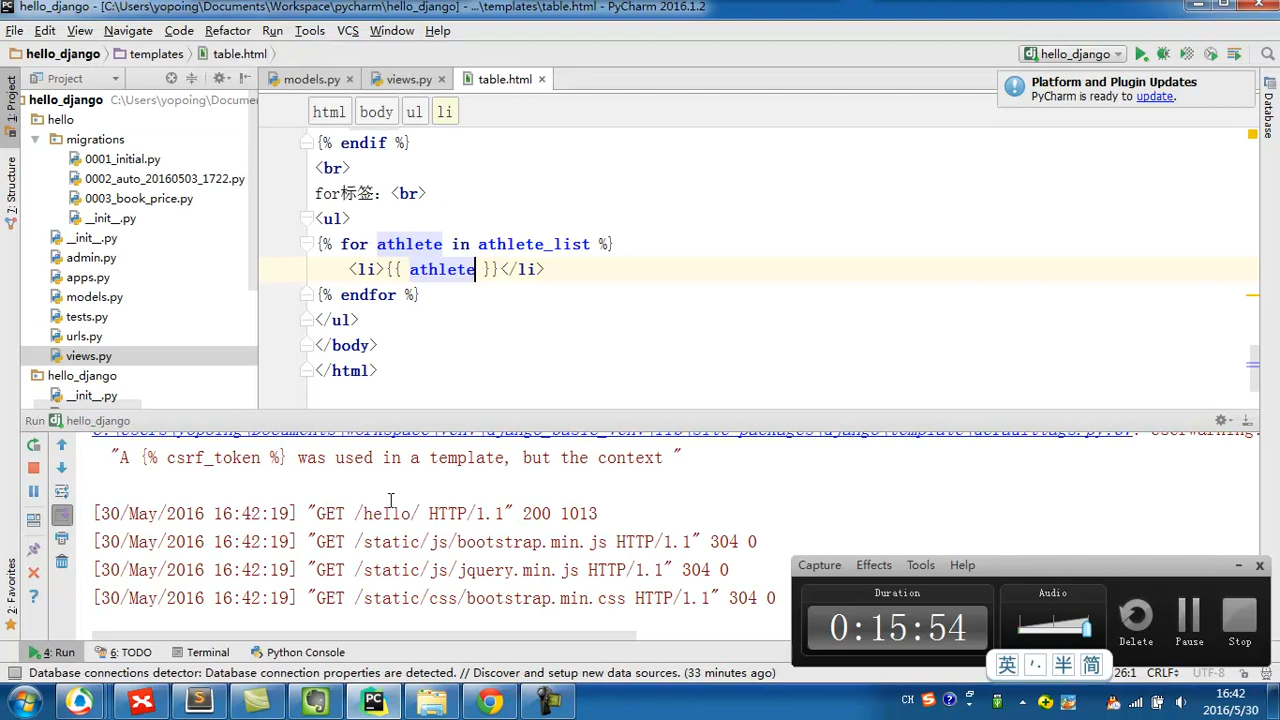 hello_django - [C:\Users\yopoing\Documents\Workspace\pycharm\hello_django] - ...\templates\table.html - PyCharm 2016.1.2
File Edit View Navigate Code Refactor Run Tools VCS Window Help
hello_django templates table.html
hello_django
Project
models.py views.py table.html
Platform and Plugin Updates
PyCharm is ready to update.
1: Project
7: Structure
2: Favorites
Database
hello_django C:\Users\yopoing\Documen
hello
migrations
0001_initial.py
0002_auto_20160503_1722.py
0003_book_price.py
__init__.py
__init__.py
admin.py
apps.py
models.py
tests.py
urls.py
views.py
hello_django
__init__.py
html body ul li
{% endif %}
<br>
for标签：<br>
<ul>
{% for athlete in athlete_list %}
<li>{{ athlete }}</li>
{% endfor %}
</ul>
</body>
</html>
Run hello_django
"A {% csrf_token %} was used in a template, but the context "
[30/May/2016 16:42:19] "GET /hello/ HTTP/1.1" 200 1013
[30/May/2016 16:42:19] "GET /static/js/bootstrap.min.js HTTP/1.1" 304 0
[30/May/2016 16:42:19] "GET /static/js/jquery.min.js HTTP/1.1" 304 0
[30/May/2016 16:42:19] "GET /static/css/bootstrap.min.css HTTP/1.1" 304 0
Capture Effects Tools Help
Duration
0:15:54
Audio
Delete Pause Stop
英 半 简
4: Run 6: TODO Terminal Python Console
Database connections detector: Database connection properties are detected. // Discover and setup new data sources. (33 minutes ago)
26:1 CRLF UTF-8
CH
16:42
2016/5/30